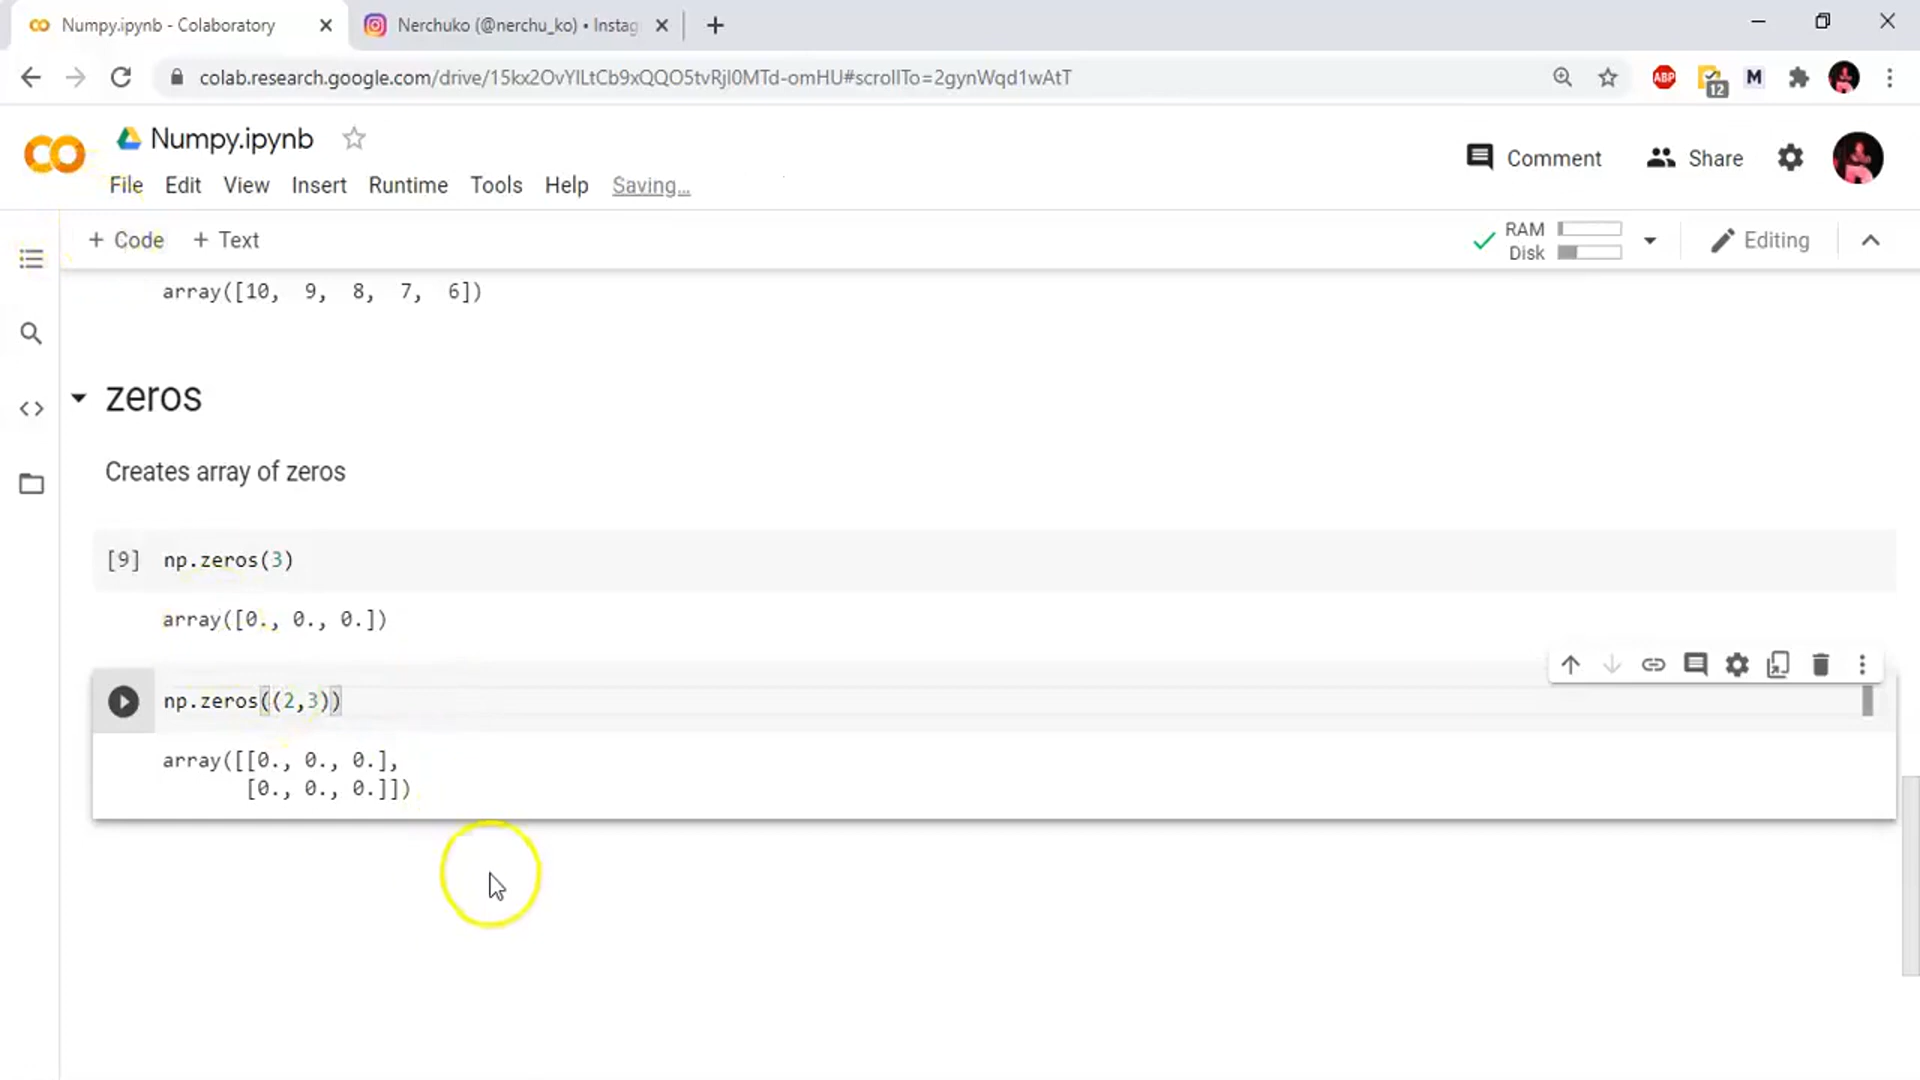 Numpy.ipynb - Colaboratory
Nerchuko (@nerchu_ko) • Instag
colab.research.google.com/drive/15kx2OvYlLtCb9xQQO5tvRjl0MTd-omHU#scrollTo=2gynWqd1wAtT
ABP
12
M
Numpy.ipynb
Comment
Share
File Edit View Insert Runtime Tools Help Saving...
+ Code + Text
RAM
Disk
Editing
array([10, 9, 8, 7, 6])
zeros
Creates array of zeros
[9] np.zeros(3)
array([0., 0., 0.])
np.zeros((2,3))
array([[0., 0., 0.],
[0., 0., 0.]])